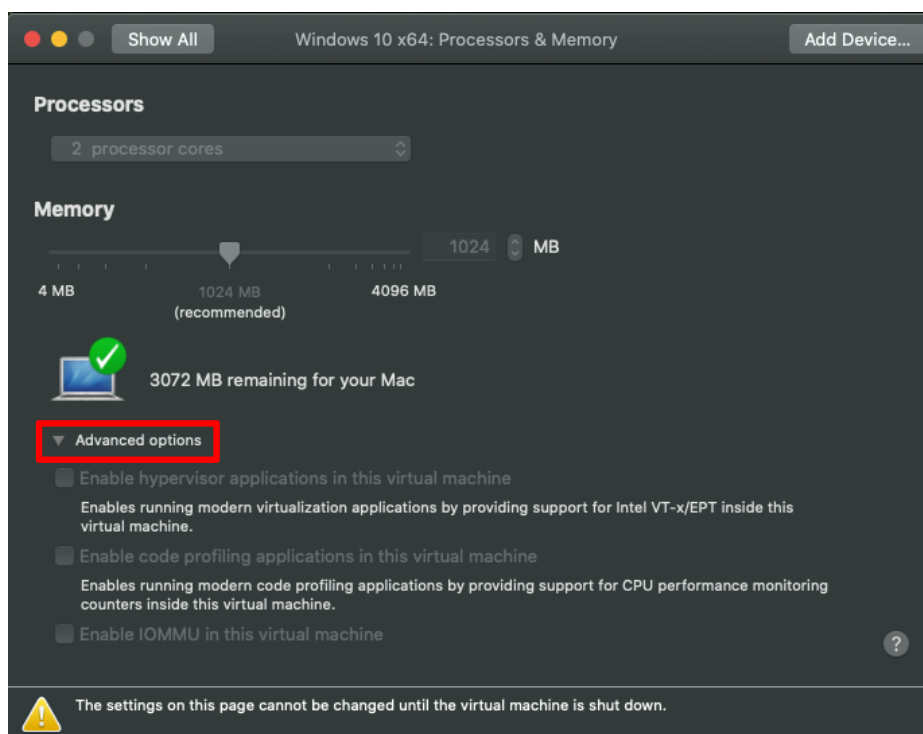 Show All
Windows 10 x64: Processors & Memory
Add Device...
Processors
2 processor cores
Memory
1024 MB
4 MB
1024 MB
4096 MB
(recommended)
3072 MB remaining for your Mac
Advanced options
Enable hypervisor applications in this virtual machine
Enables running modern virtualization applications by providing support for Intel VT-x/EPT inside this
virtual machine.
Enable code profiling applications in this virtual machine
Enables running modern code profiling applications by providing support for CPU performance monitoring
counters inside this virtual machine.
Enable IOMMU in this virtual machine
?
The settings on this page cannot be changed until the virtual machine is shut down.